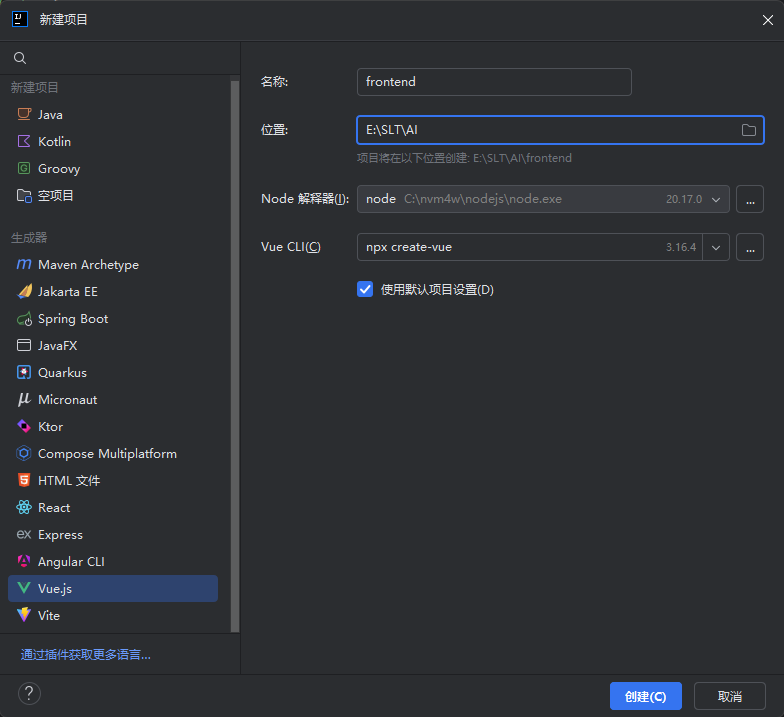 新建项目
新建项目
Java
Kotlin
Groovy
空项目
生成器
Maven Archetype
Jakarta EE
Spring Boot
JavaFX
Quarkus
Micronaut
Ktor
Compose Multiplatform
HTML 文件
React
Express
Angular CLI
Vue.js
Vite
通过插件获取更多语言...
名称: frontend
位置: E:\SLT\AI
项目将在以下位置创建: E:\SLT\AI\frontend
Node 解释器(I): node C:\nvm4w\nodejs\node.exe 20.17.0 ...
Vue CLI(C) npx create-vue 3.16.4 ...
使用默认项目设置(D)
? 创建(C) 取消